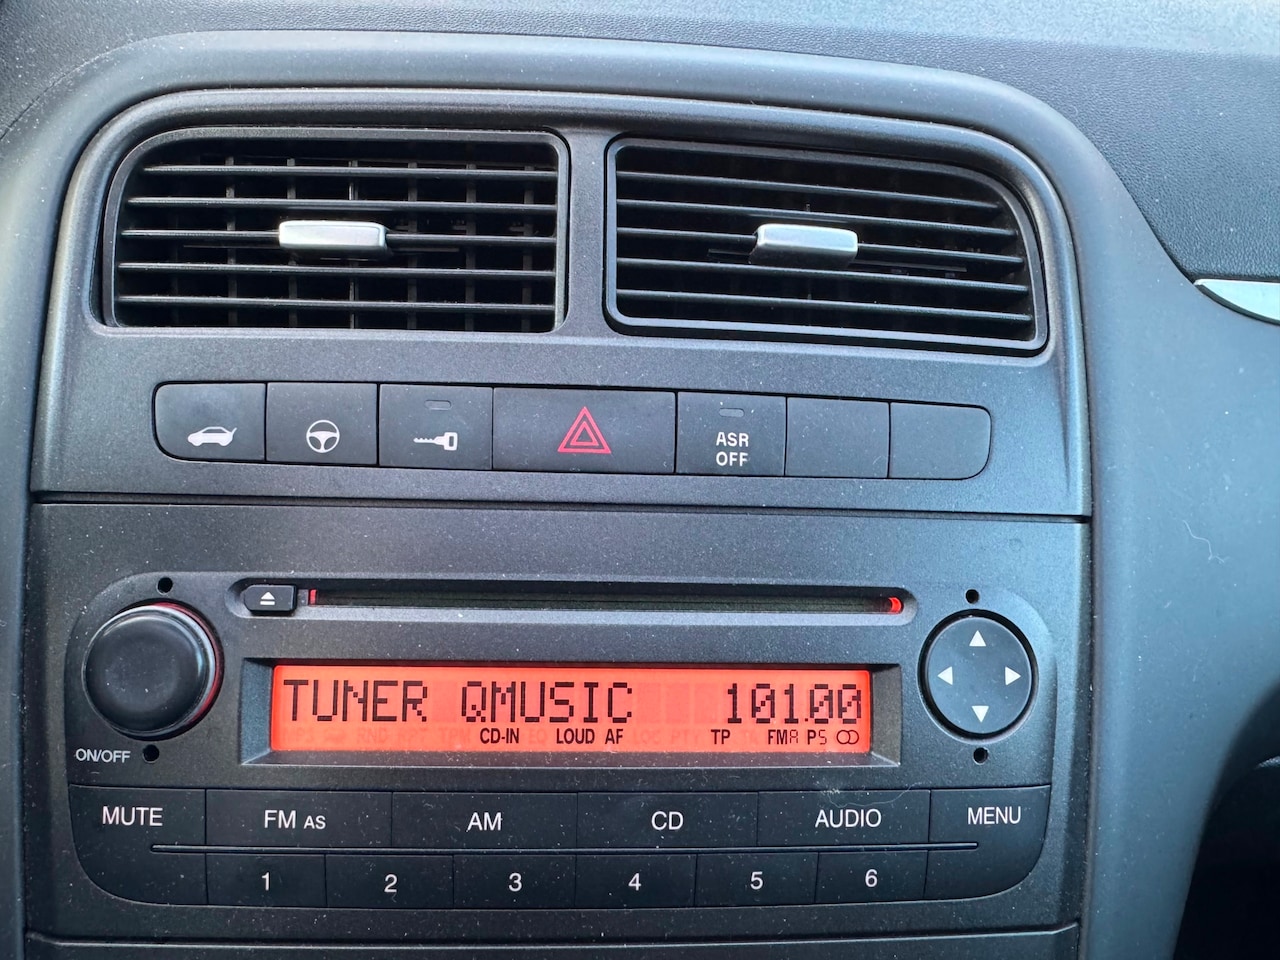 ASR
OFF
TUNER QMUSIC 101.00
CD-IN LOUD AF TP FMA PS
ON/OFF
MUTE FM AS AM CD AUDIO MENU
1 2 3 4 5 6